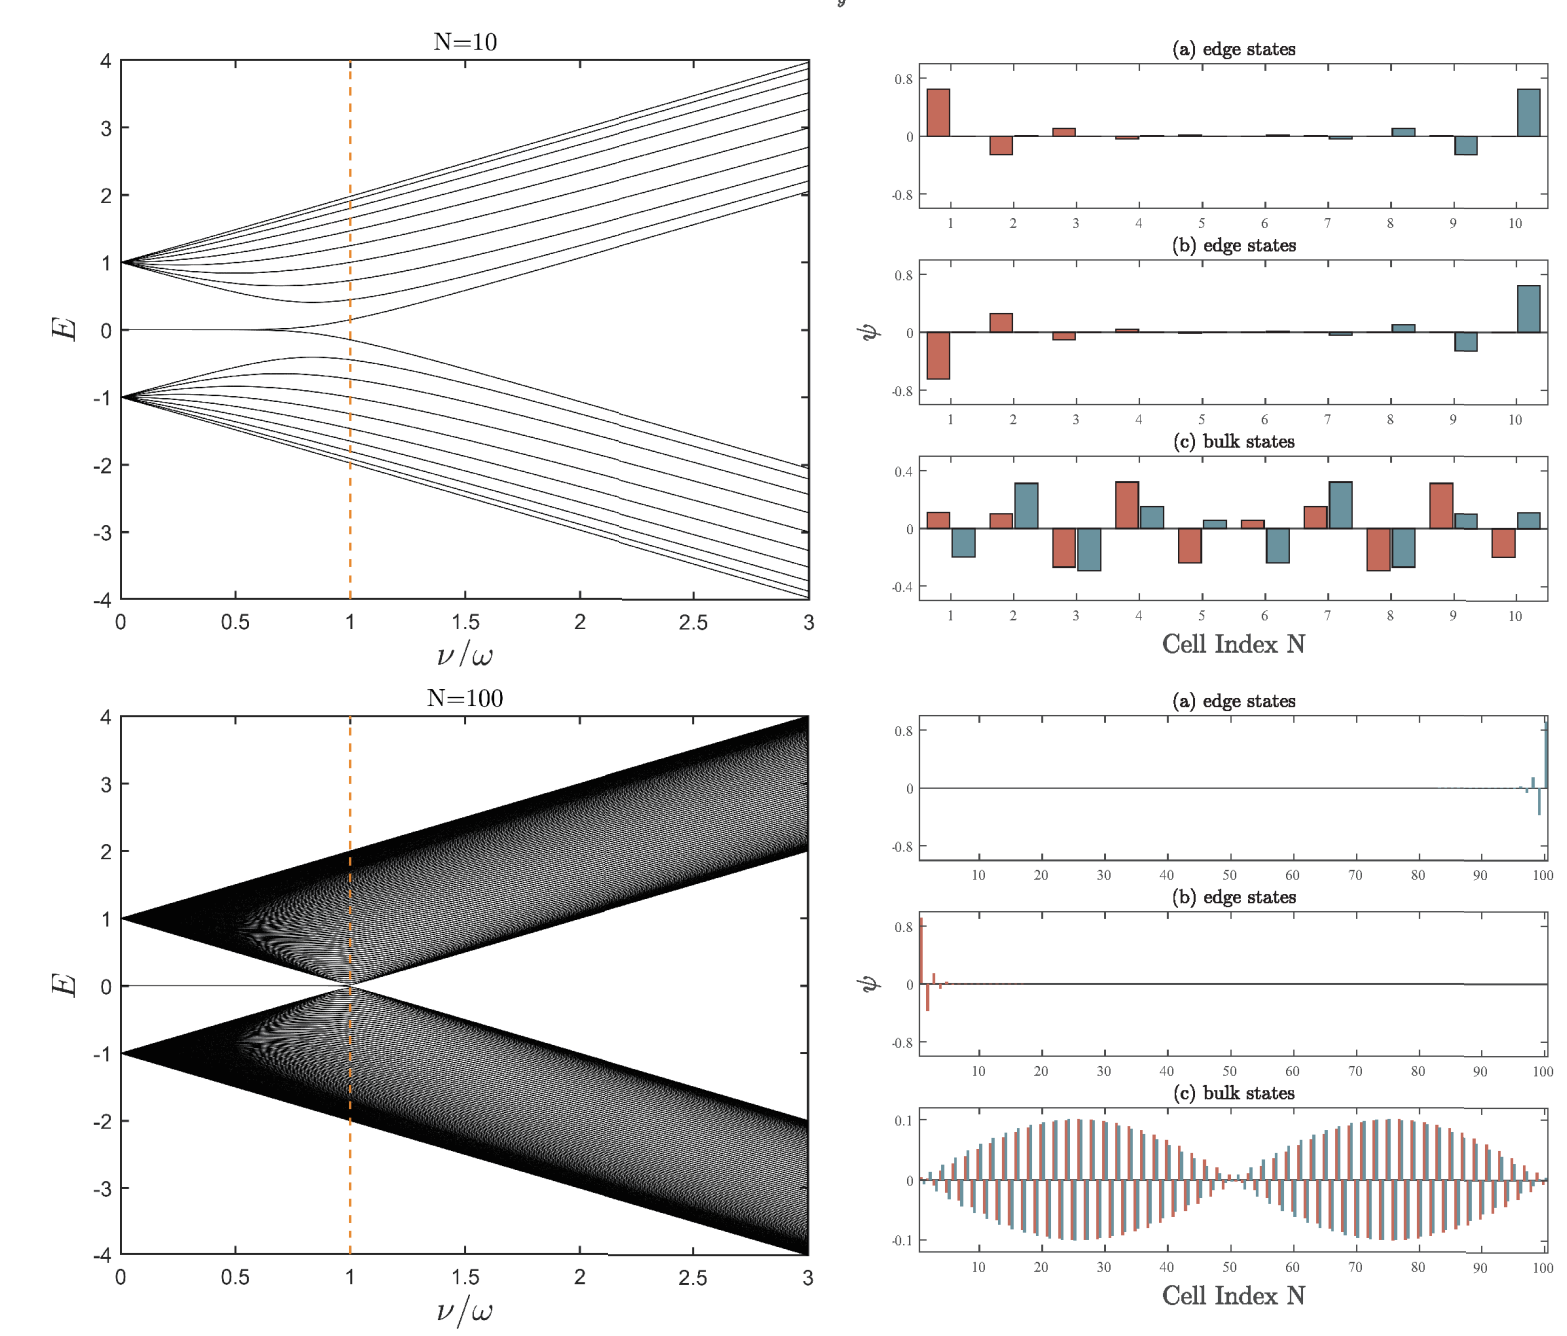 N=10
4
3
2
1
0
-1
-2
-3
-4
E
0 0.5 1 1.5 2 2.5 3
ν/ω
(a) edge states
0.8
0
-0.8
1 2 3 4 5 6 7 8 9 10
(b) edge states
0.8
0
-0.8
ψ
1 2 3 4 5 6 7 8 9 10
(c) bulk states
0.4
0
-0.4
1 2 3 4 5 6 7 8 9 10
Cell Index N
N=100
4
3
2
1
0
-1
-2
-3
-4
E
0 0.5 1 1.5 2 2.5 3
ν/ω
(a) edge states
0.8
0
-0.8
10 20 30 40 50 60 70 80 90 100
(b) edge states
0.8
0
-0.8
ψ
10 20 30 40 50 60 70 80 90 100
(c) bulk states
0.1
0
-0.1
10 20 30 40 50 60 70 80 90 100
Cell Index N